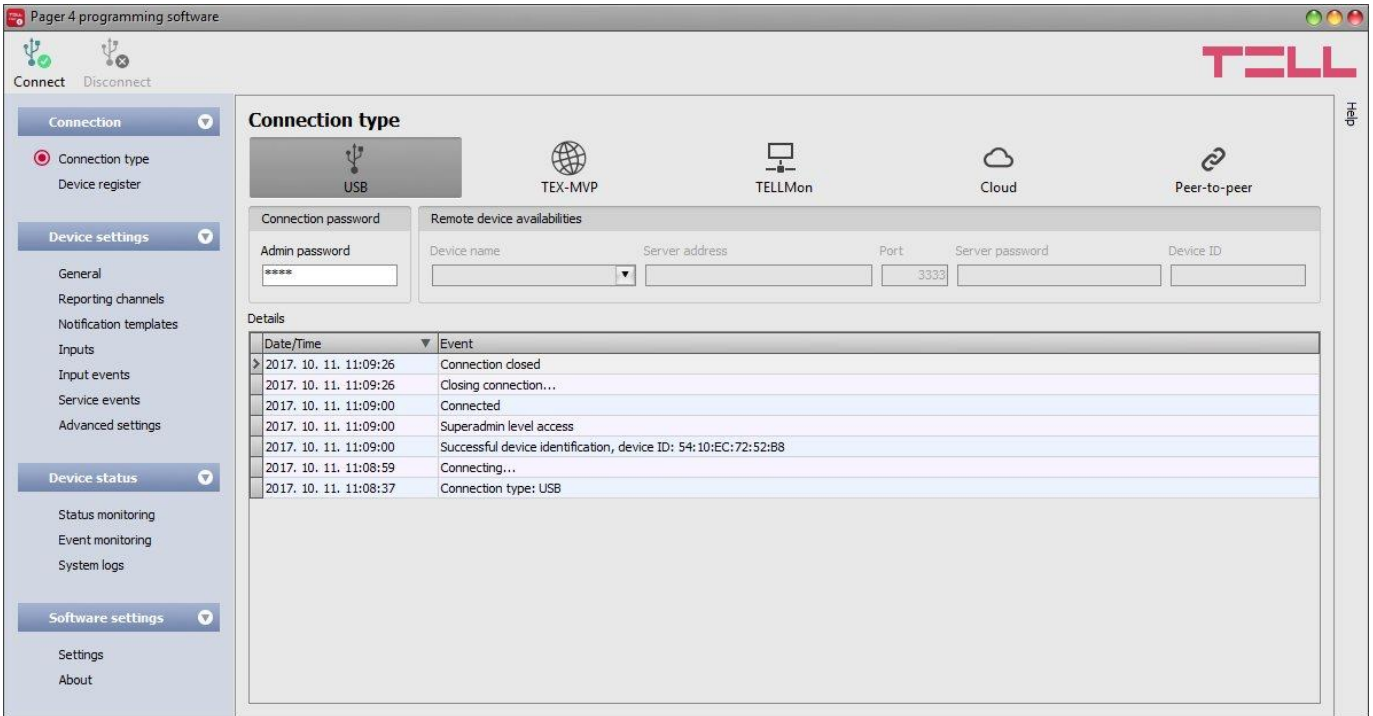 Pager 4 programming software
Connect Disconnect
TELL
Help
Connection
Connection type
Device register
Device settings
General
Reporting channels
Notification templates
Inputs
Input events
Service events
Advanced settings
Device status
Status monitoring
Event monitoring
System logs
Software settings
Settings
About
Connection type
USB TEX-MVP TELLMon Cloud Peer-to-peer
Connection password Remote device availabilities
Admin password Device name Server address Port Server password Device ID
**** 3333
Details
Date/Time Event
2017. 10. 11. 11:09:26 Connection closed
2017. 10. 11. 11:09:26 Closing connection...
2017. 10. 11. 11:09:00 Connected
2017. 10. 11. 11:09:00 Superadmin level access
2017. 10. 11. 11:09:00 Successful device identification, device ID: 54:10:EC:72:52:B8
2017. 10. 11. 11:08:59 Connecting...
2017. 10. 11. 11:08:37 Connection type: USB